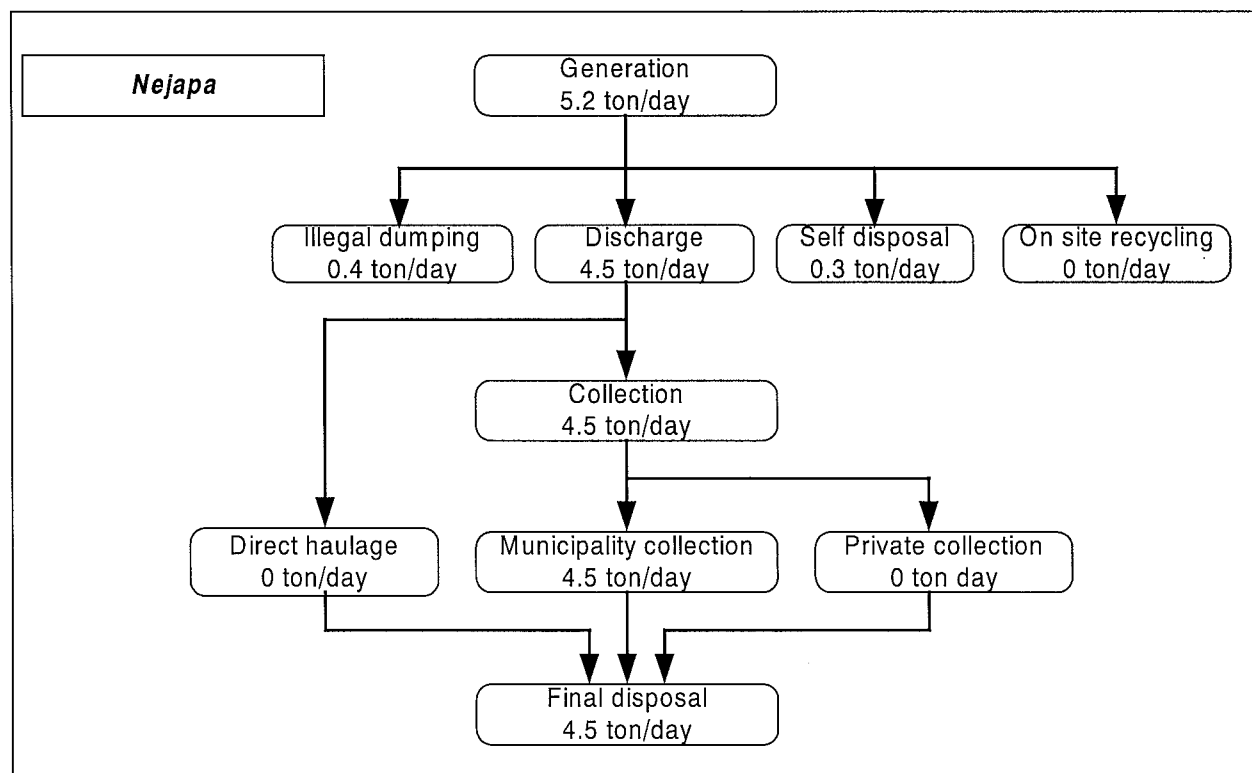 Nejapa
Generation
5.2 ton/day
Illegal dumping
0.4 ton/day
Discharge
4.5 ton/day
Self disposal
0.3 ton/day
On site recycling
0 ton/day
Collection
4.5 ton/day
Direct haulage
0 ton/day
Municipality collection
4.5 ton/day
Private collection
0 ton day
Final disposal
4.5 ton/day